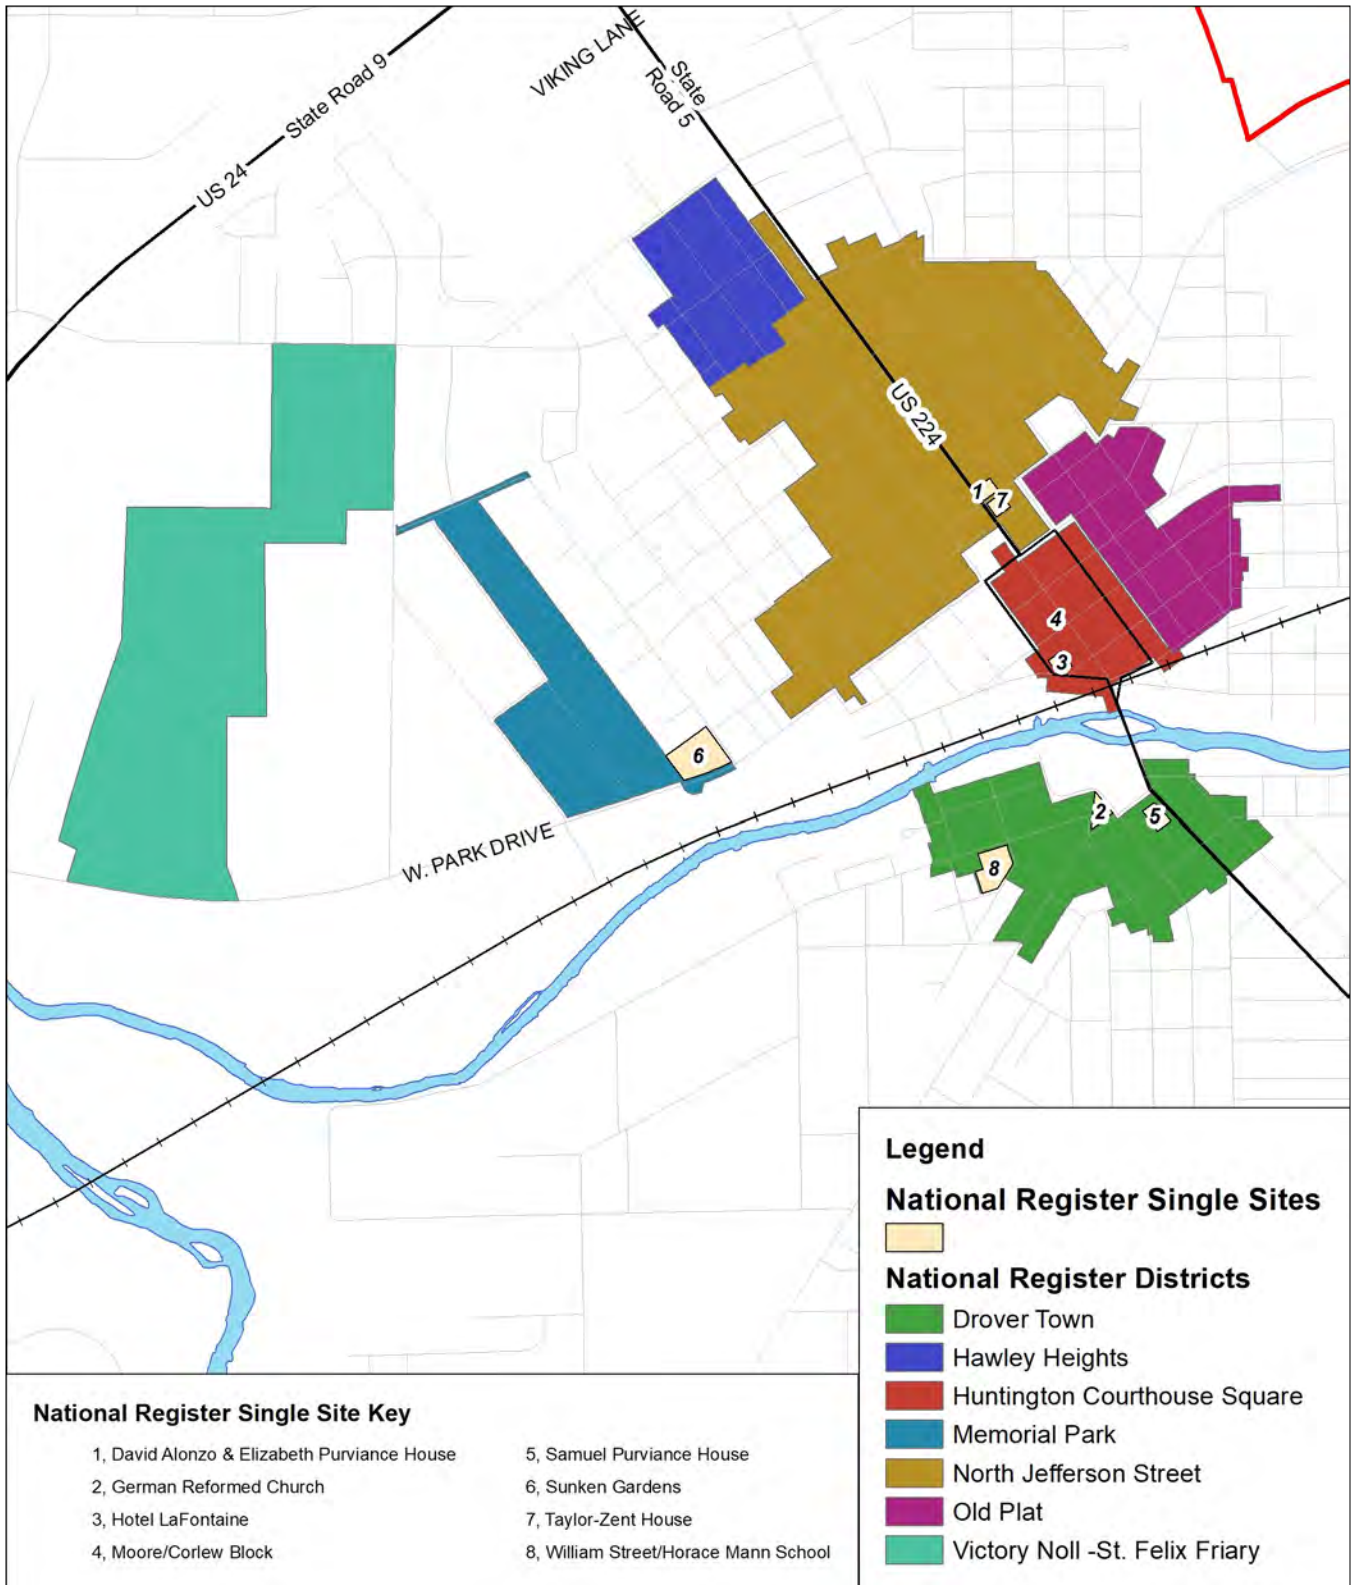 VIKING LANE
State
Road 5
State Road 9
US 24
US 224
1
7
4
3
6
W. PARK DRIVE
2
5
8
Legend
National Register Single Sites
National Register Districts
Drover Town
Hawley Heights
Huntington Courthouse Square
Memorial Park
North Jefferson Street
Old Plat
Victory Noll -St. Felix Friary
National Register Single Site Key
1, David Alonzo & Elizabeth Purviance House
2, German Reformed Church
3, Hotel LaFontaine
4, Moore/Corlew Block
5, Samuel Purviance House
6, Sunken Gardens
7, Taylor-Zent House
8, William Street/Horace Mann School